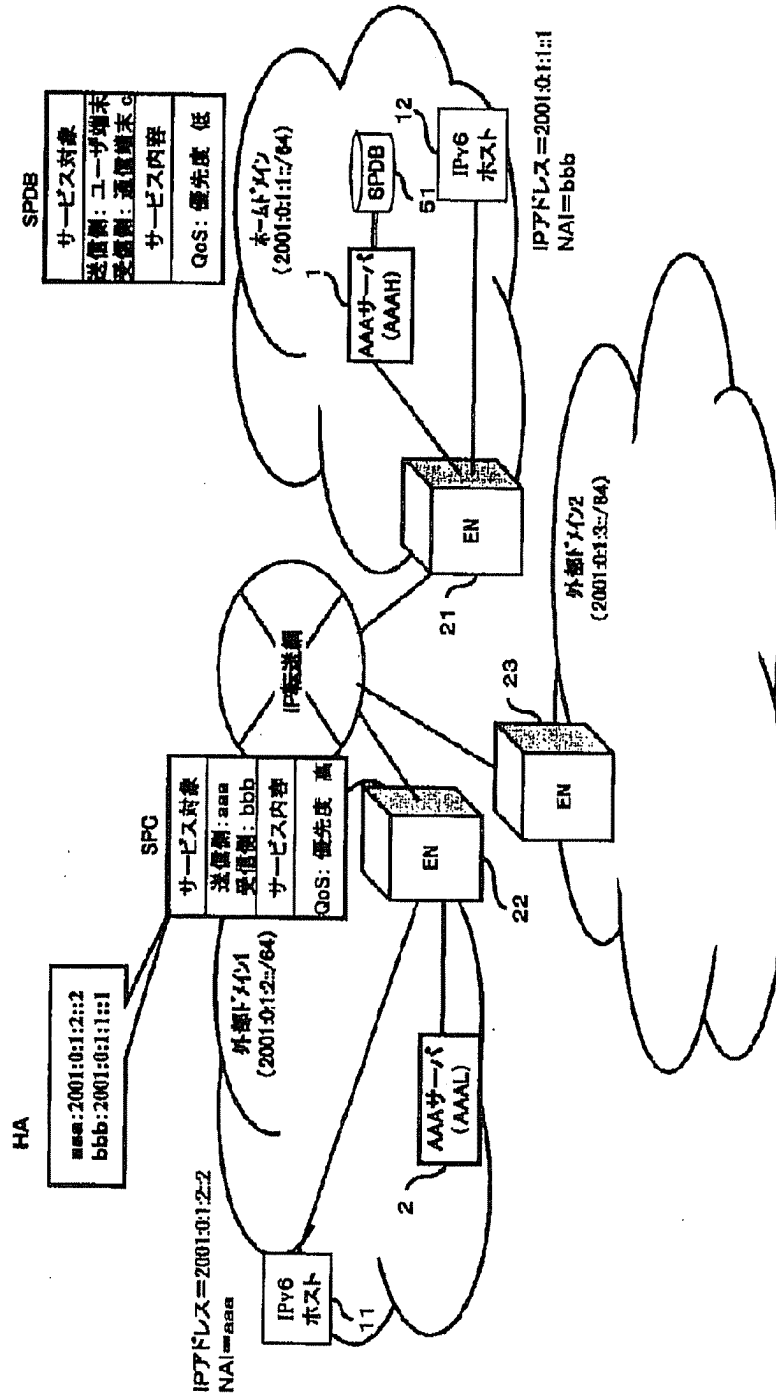 HA
aaa:2001:0:1:2::2
bbb:2001:0:1:1::1
SPC
サービス対象
送信側: aaa
受信側: bbb
サービス内容
QoS: 優先度 高
SPDB
サービス対象
送信側: ユーザ端末
受信側: 通信端末 c
サービス内容
QoS: 優先度 低
IPアドレス=2001:0:1:2::2
NAI=aaa
IPv6
ホスト
11
外部ドメイン1
(2001:0:1:2::/64)
AAAサーバ
(AAAL)
2
EN
22
IP転送網
EN
23
EN
21
ホームドメイン
(2001:0:1:1::/64)
1
AAAサーバ
(AAAH)
SPDB
51
12
IPv6
ホスト
IPアドレス=2001:0:1:1::1
NAI=bbb
外部ドメイン2
(2001:0:1:3::/64)